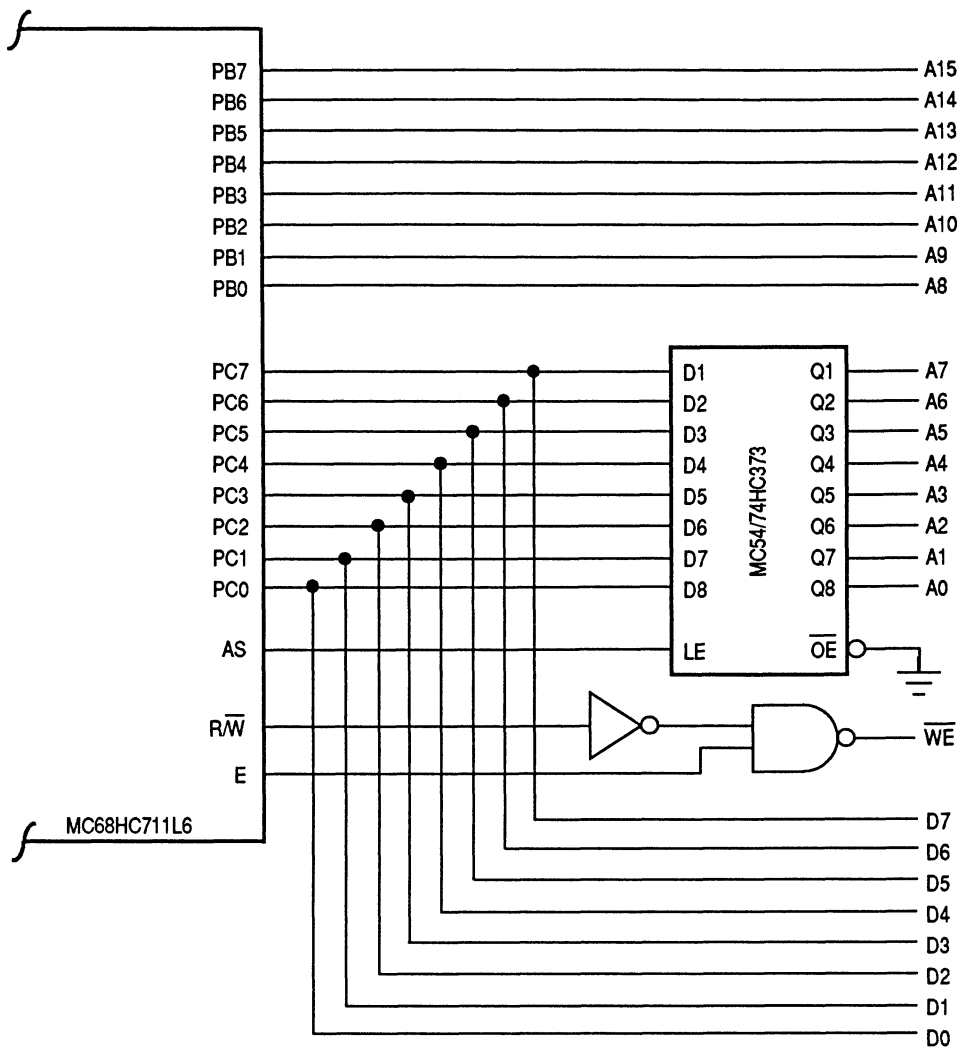 PB7 A15
PB6 A14
PB5 A13
PB4 A12
PB3 A11
PB2 A10
PB1 A9
PB0 A8
PC7 D1 Q1 A7
PC6 D2 Q2 A6
PC5 D3 Q3 A5
PC4 D4 Q4 A4
PC3 D5 Q5 A3
PC2 D6 Q6 A2
PC1 D7 Q7 A1
PC0 D8 Q8 A0
MC54/74HC373
AS LE O̅E̅
R/W̅ W̅E̅
E
MC68HC711L6
D7
D6
D5
D4
D3
D2
D1
D0